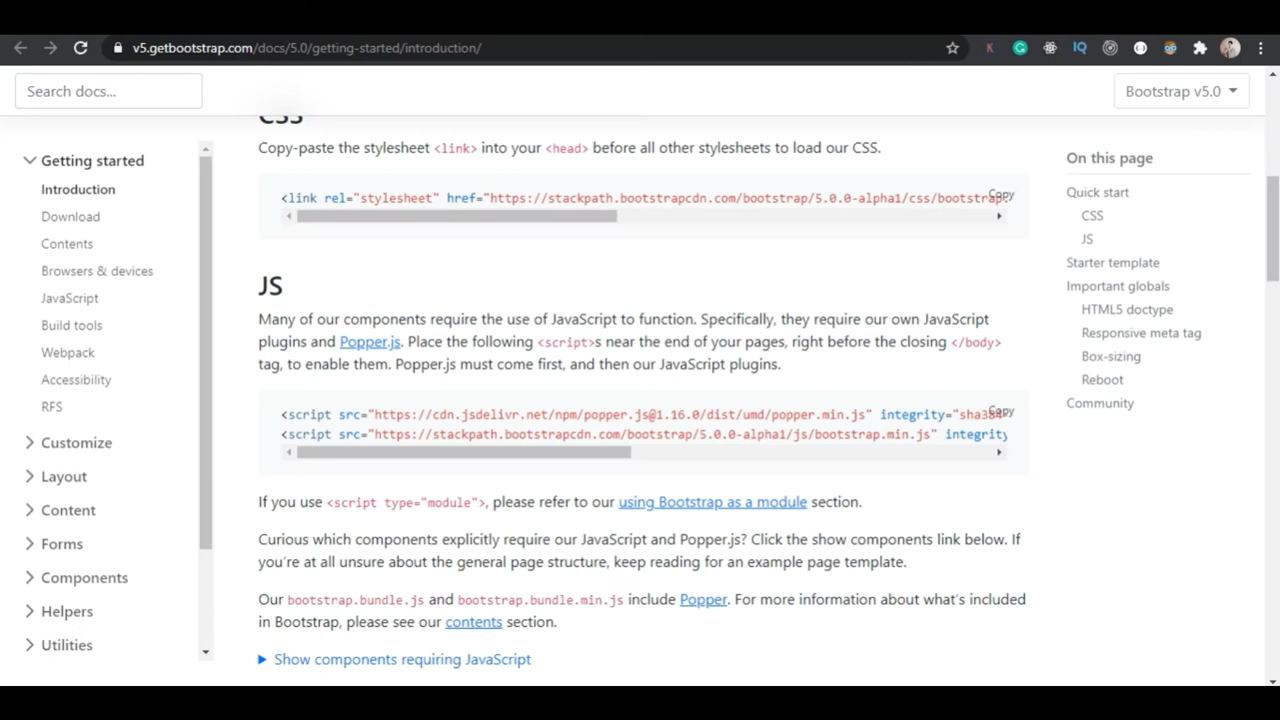 v5.getbootstrap.com/docs/5.0/getting-started/introduction/
K
IQ
Search docs...
Bootstrap v5.0
Getting started
Introduction
Download
Contents
Browsers & devices
JavaScript
Build tools
Webpack
Accessibility
RFS
Customize
Layout
Content
Forms
Components
Helpers
Utilities
CSS
Copy-paste the stylesheet <link> into your <head> before all other stylesheets to load our CSS.
Copy
<link rel="stylesheet" href="https://stackpath.bootstrapcdn.com/bootstrap/5.0.0-alpha1/css/bootstrap.
JS
Many of our components require the use of JavaScript to function. Specifically, they require our own JavaScript
plugins and Popper.js. Place the following <script>s near the end of your pages, right before the closing </body>
tag, to enable them. Popper.js must come first, and then our JavaScript plugins.
Copy
<script src="https://cdn.jsdelivr.net/npm/popper.js@1.16.0/dist/umd/popper.min.js" integrity="sha384
<script src="https://stackpath.bootstrapcdn.com/bootstrap/5.0.0-alpha1/js/bootstrap.min.js" integrity
If you use <script type="module">, please refer to our using Bootstrap as a module section.
Curious which components explicitly require our JavaScript and Popper.js? Click the show components link below. If
you're at all unsure about the general page structure, keep reading for an example page template.
Our bootstrap.bundle.js and bootstrap.bundle.min.js include Popper. For more information about what's included
in Bootstrap, please see our contents section.
Show components requiring JavaScript
On this page
Quick start
CSS
JS
Starter template
Important globals
HTML5 doctype
Responsive meta tag
Box-sizing
Reboot
Community